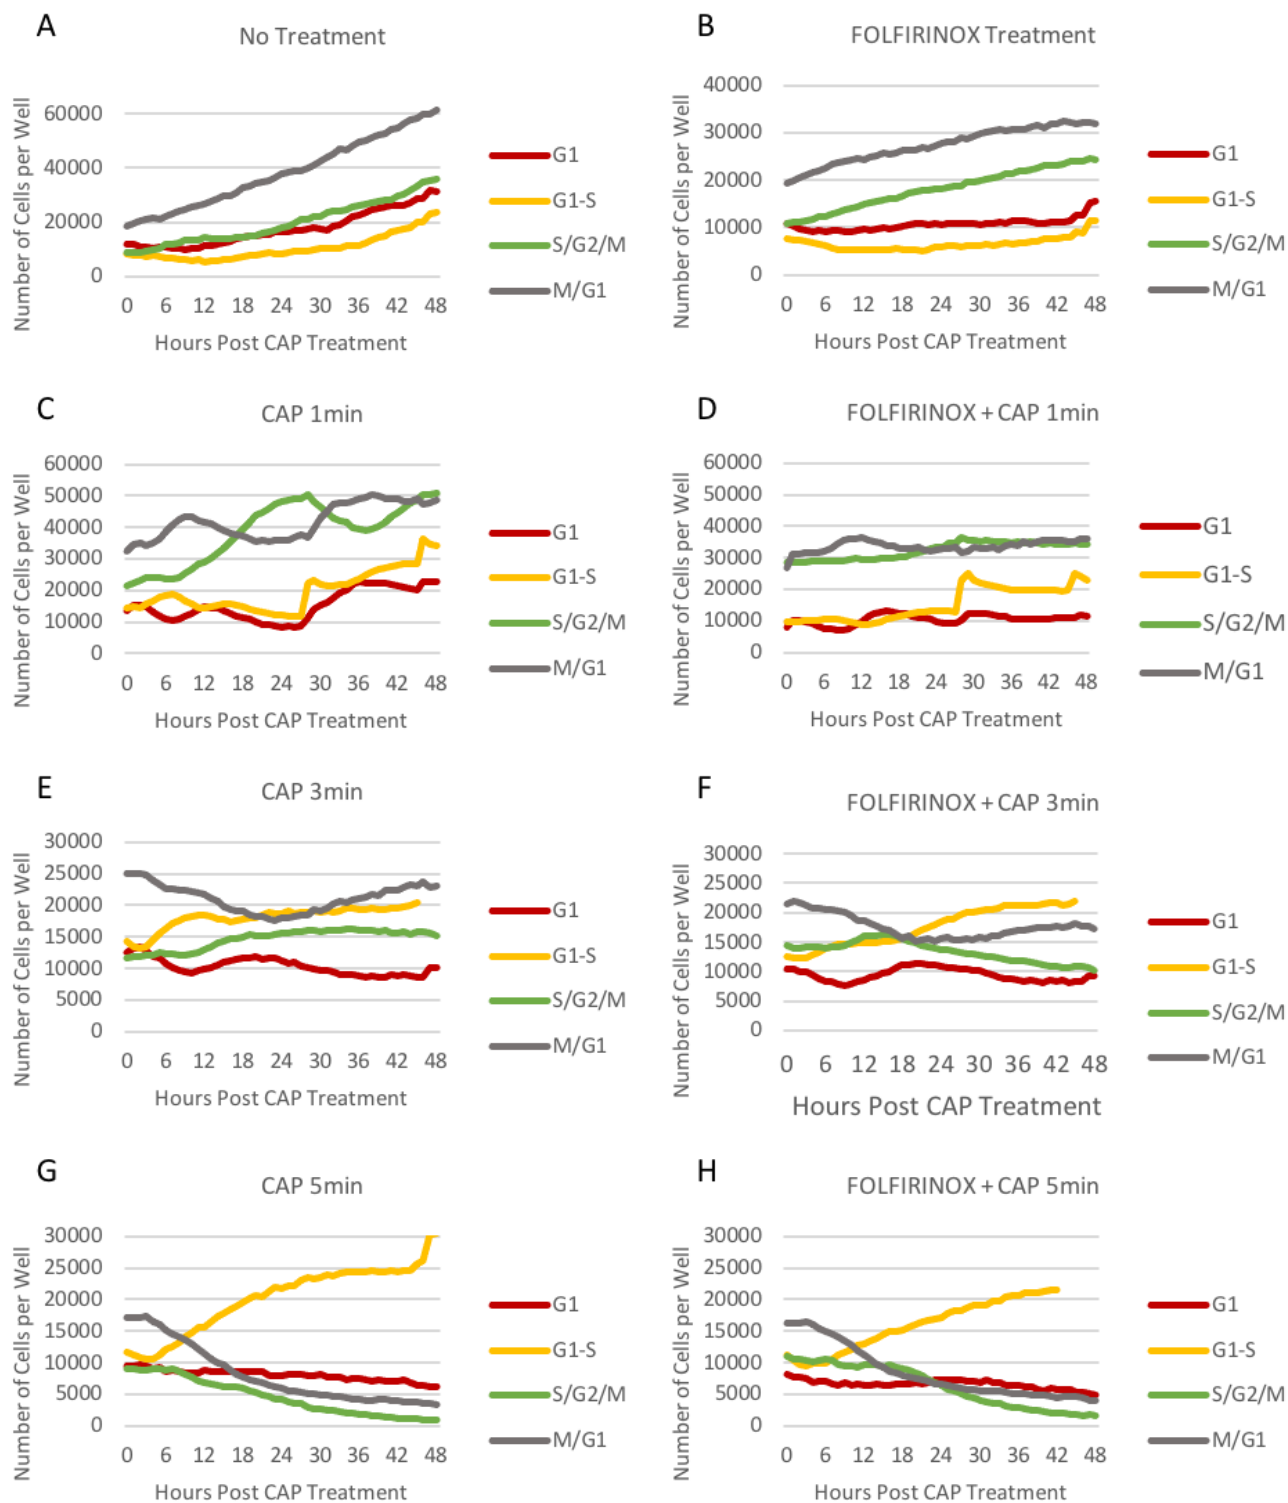 A
No Treatment
Number of Cells per Well
60000
40000
20000
0
0 6 12 18 24 30 36 42 48
Hours Post CAP Treatment
G1
G1-S
S/G2/M
M/G1
B
FOLFIRINOX Treatment
Number of Cells per Well
40000
30000
20000
10000
0
0 6 12 18 24 30 36 42 48
Hours Post CAP Treatment
G1
G1-S
S/G2/M
M/G1
C
CAP 1min
Number of Cells per Well
60000
50000
40000
30000
20000
10000
0
0 6 12 18 24 30 36 42 48
Hours Post CAP Treatment
G1
G1-S
S/G2/M
M/G1
D
FOLFIRINOX + CAP 1min
Number of Cells per Well
60000
50000
40000
30000
20000
10000
0
0 6 12 18 24 30 36 42 48
Hours Post CAP Treatment
G1
G1-S
S/G2/M
M/G1
E
CAP 3min
Number of Cells per Well
30000
25000
20000
15000
10000
5000
0
0 6 12 18 24 30 36 42 48
Hours Post CAP Treatment
G1
G1-S
S/G2/M
M/G1
F
FOLFIRINOX + CAP 3min
Number of Cells per Well
30000
25000
20000
15000
10000
5000
0
0 6 12 18 24 30 36 42 48
Hours Post CAP Treatment
G1
G1-S
S/G2/M
M/G1
G
CAP 5min
Number of Cells per Well
30000
25000
20000
15000
10000
5000
0
0 6 12 18 24 30 36 42 48
Hours Post CAP Treatment
G1
G1-S
S/G2/M
M/G1
H
FOLFIRINOX + CAP 5min
Number of Cells per Well
30000
25000
20000
15000
10000
5000
0
0 6 12 18 24 30 36 42 48
Hours Post CAP Treatment
G1
G1-S
S/G2/M
M/G1